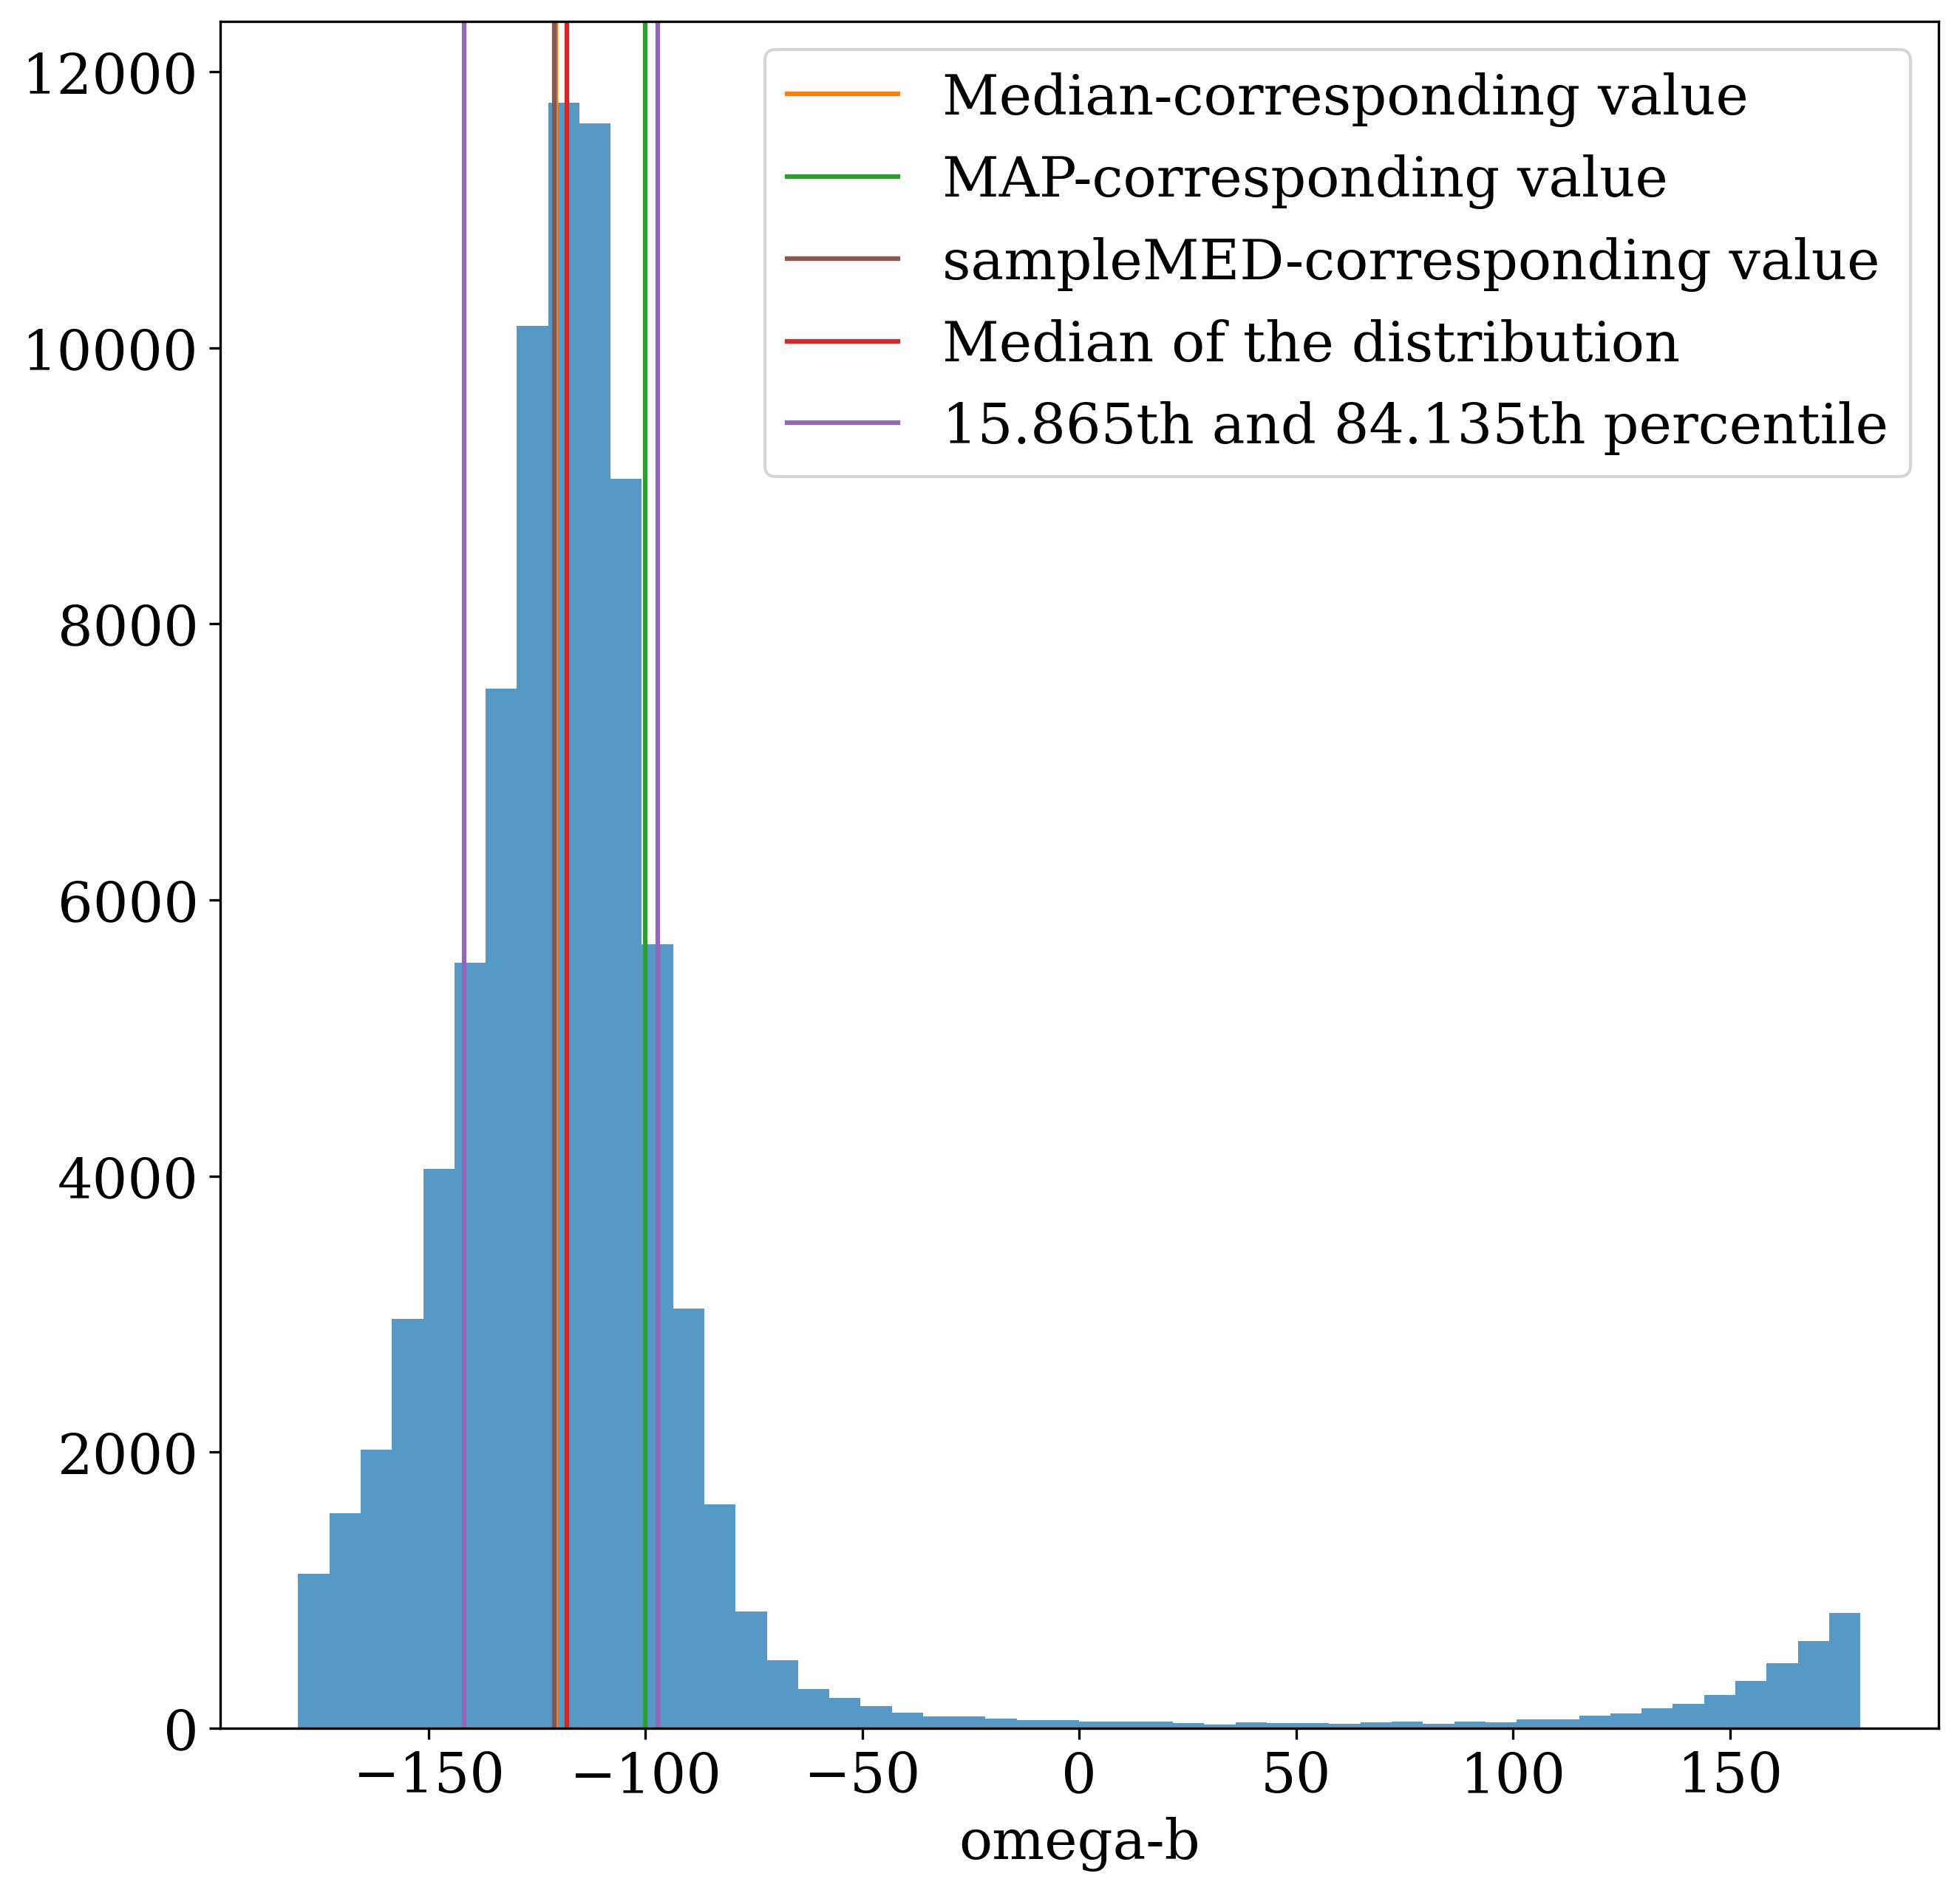 12000
10000
8000
6000
4000
2000
0
Median-corresponding value
MAP-corresponding value
sampleMED-corresponding value
Median of the distribution
15.865th and 84.135th percentile
−150 −100 −50 0 50 100 150
omega-b